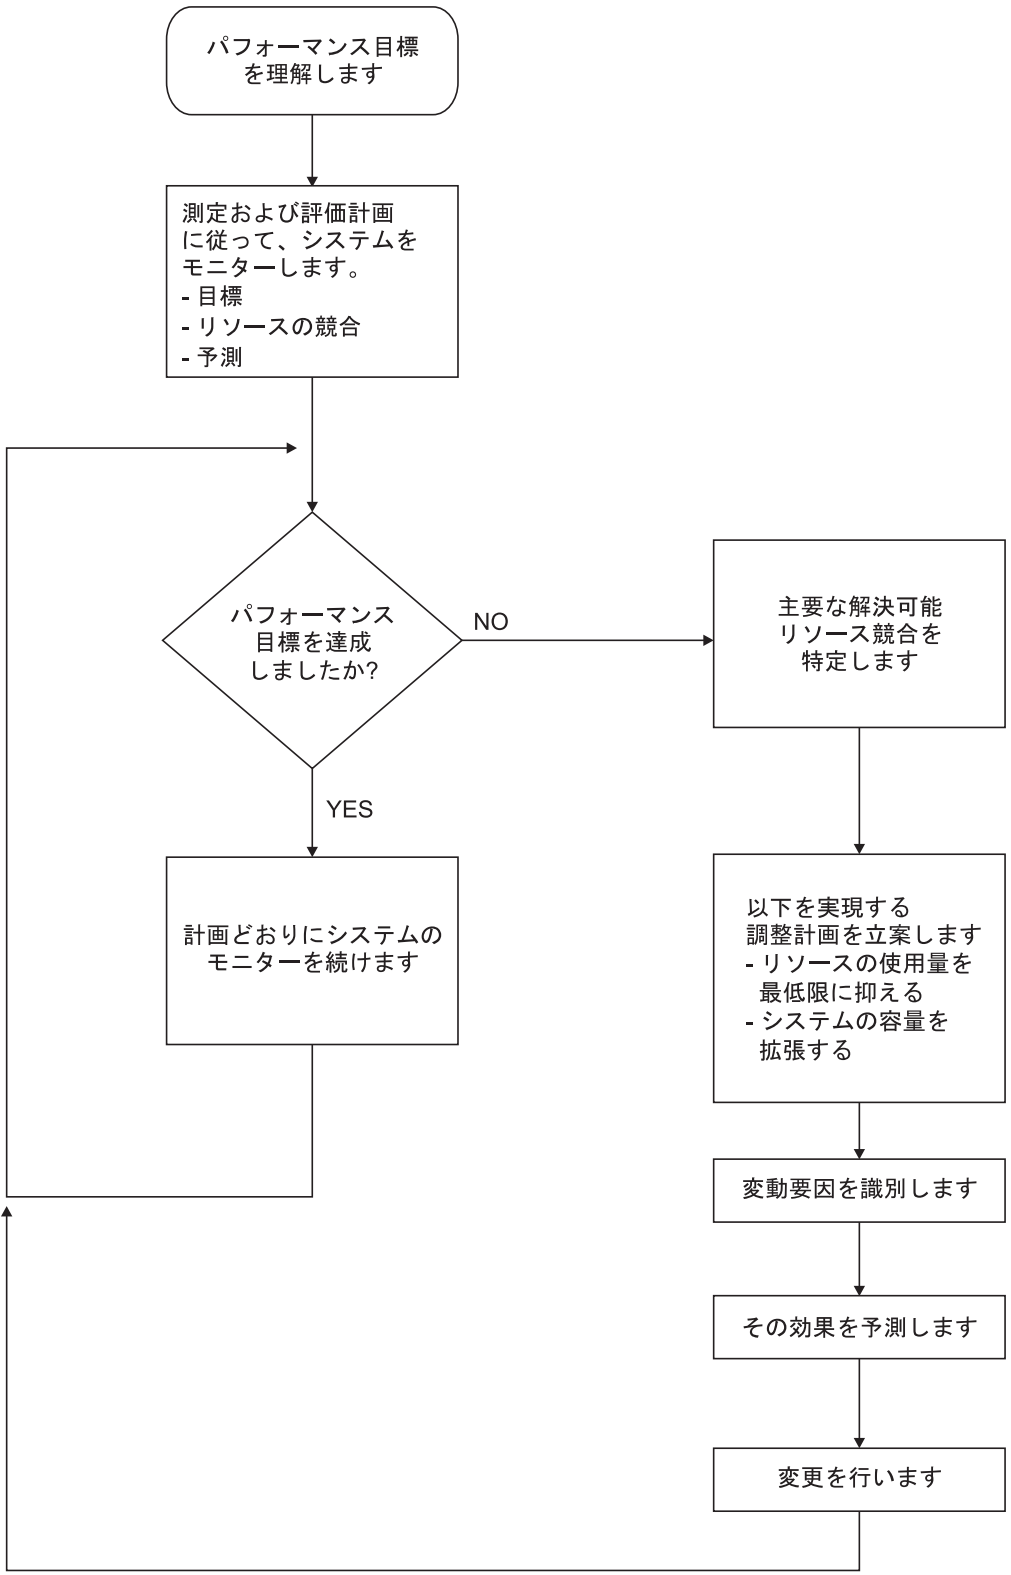 パフォーマンス目標
を理解します
測定および評価計画
に従って、システムを
モニターします。
- 目標
- リソースの競合
- 予測
パフォーマンス
目標を達成
しましたか?
NO
主要な解決可能
リソース競合を
特定します
YES
計画どおりにシステムの
モニターを続けます
以下を実現する
調整計画を立案します
- リソースの使用量を
最低限に抑える
- システムの容量を
拡張する
変動要因を識別します
その効果を予測します
変更を行います